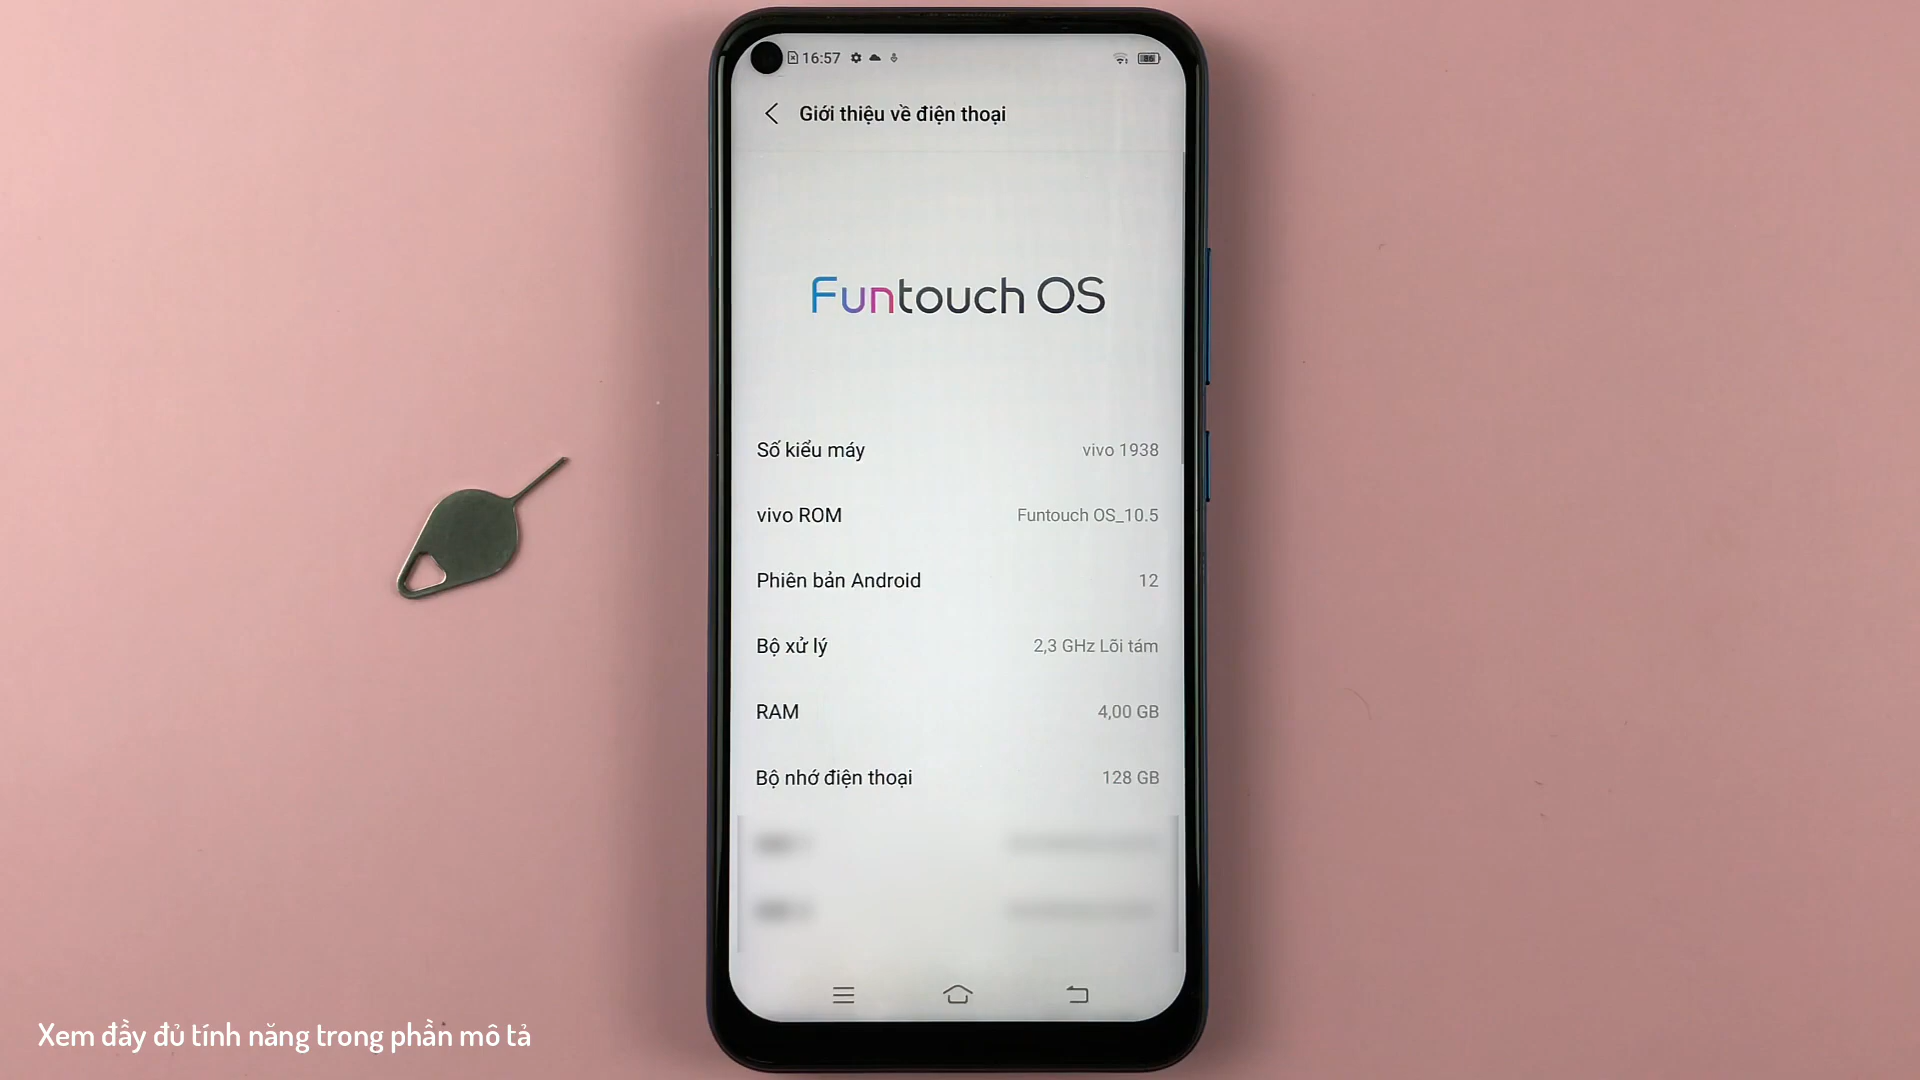 16:57
86
Giới thiệu về điện thoại
Funtouch OS
Số kiểu máy vivo 1938
vivo ROM Funtouch OS_10.5
Phiên bản Android 12
Bộ xử lý 2,3 GHz Lõi tám
RAM 4,00 GB
Bộ nhớ điện thoại 128 GB
Xem đầy đủ tính năng trong phần mô tả